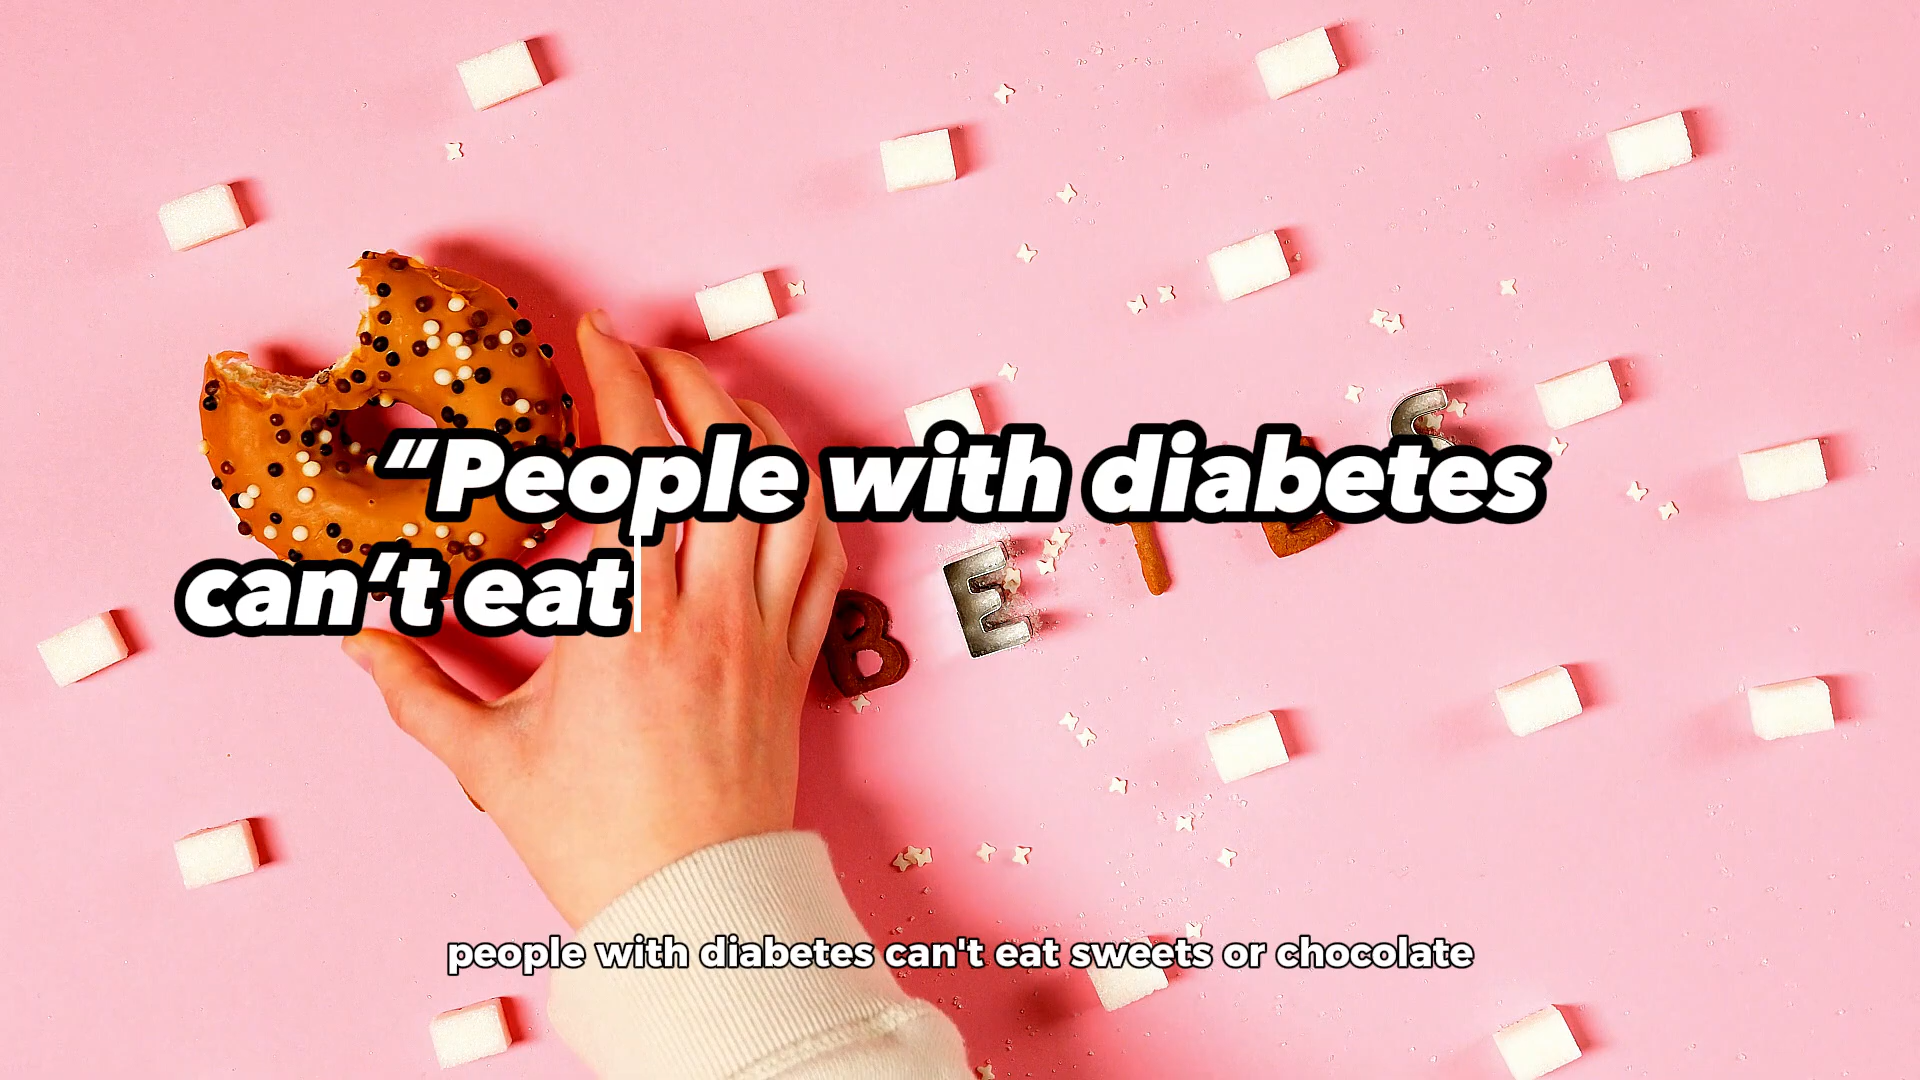 “People with diabetes
can’t eat
B E T E S
people with diabetes can't eat sweets or chocolate